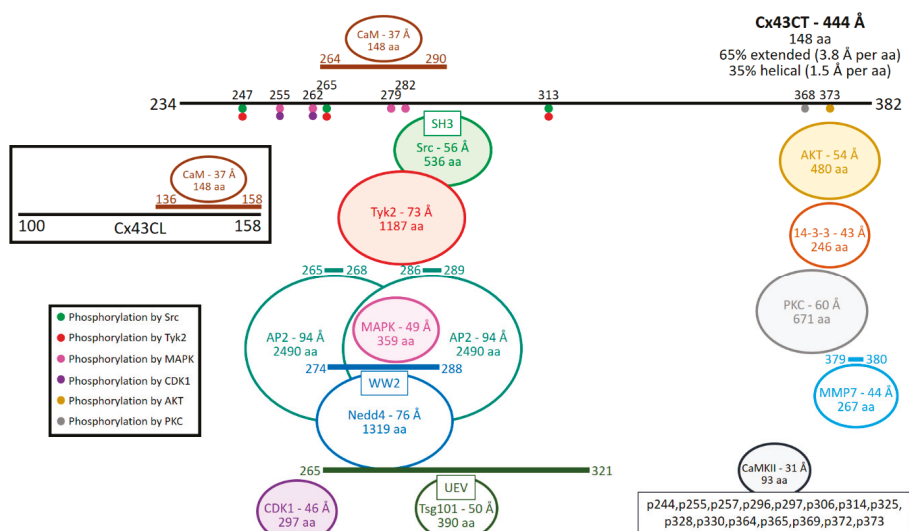 Cx43CT - 444 Å
148 aa
65% extended (3.8 Å per aa)
35% helical (1.5 Å per aa)
CaM - 37 Å
148 aa
264 290
234 247 255 262 265 279 282 313 368 373 382
SH3
Src - 56 Å
536 aa
AKT - 54 Å
480 aa
CaM - 37 Å
148 aa
136 158
100 158
Cx43CL
Tyk2 - 73 Å
1187 aa
14-3-3 - 43 Å
246 aa
265 268 286 289
PKC - 60 Å
671 aa
Phosphorylation by Src
Phosphorylation by Tyk2
Phosphorylation by MAPK
Phosphorylation by CDK1
Phosphorylation by AKT
Phosphorylation by PKC
AP2 - 94 Å
2490 aa
MAPK - 49 Å
359 aa
AP2 - 94 Å
2490 aa
274 288
WW2
Nedd4 - 76 Å
1319 aa
379 380
MMP7 - 44 Å
267 aa
265 321
UEV
CDK1 - 46 Å
297 aa
Tsg101 - 50 Å
390 aa
CaMKII - 31 Å
93 aa
p244,p255,p257,p296,p297,p306,p314,p325,
p328,p330,p364,p365,p369,p372,p373